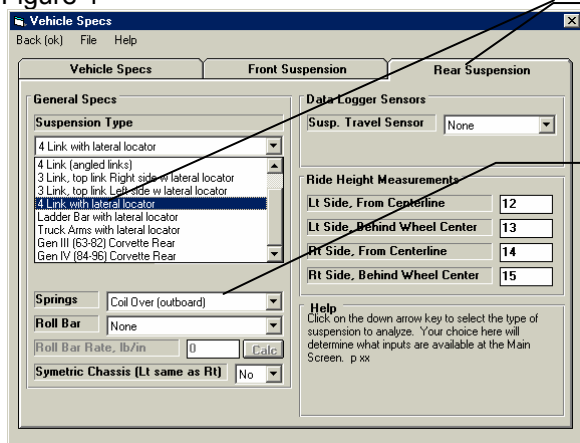 Vehicle Specs
Back (ok) File Help
Vehicle Specs Front Suspension Rear Suspension
General Specs
Suspension Type
4 Link with lateral locator
4 Link (angled links)
3 Link, top link Right side w lateral locator
3 Link, top link Left side w lateral locator
4 Link with lateral locator
Ladder Bar with lateral locator
Truck Arms with lateral locator
Gen III (63-82) Corvette Rear
Gen IV (84-96) Corvette Rear
Springs Coil Over (outboard)
Roll Bar None
Roll Bar Rate, lb/in 0 Calc
Symetric Chassis (Lt same as Rt) No
Data Logger Sensors
Susp. Travel Sensor None
Ride Height Measurements
Lt Side, From Centerline 12
Lt Side, Behind Wheel Center 13
Rt Side, From Centerline 14
Rt Side, Behind Wheel Center 15
Help
Click on the down arrow key to select the type of
suspension to analyze. Your choice here will
determine what inputs are available at the Main
Screen. p xx